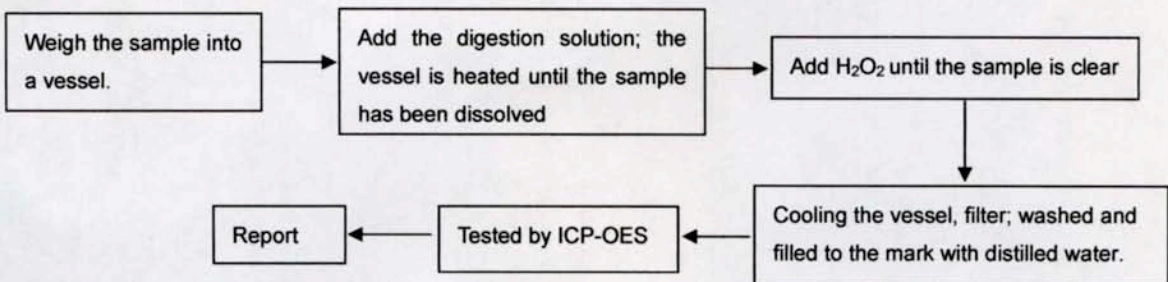 Weigh the sample into
a vessel.
Add the digestion solution; the
vessel is heated until the sample
has been dissolved
Add H₂O₂ until the sample is clear
Cooling the vessel, filter; washed and
filled to the mark with distilled water.
Tested by ICP-OES
Report